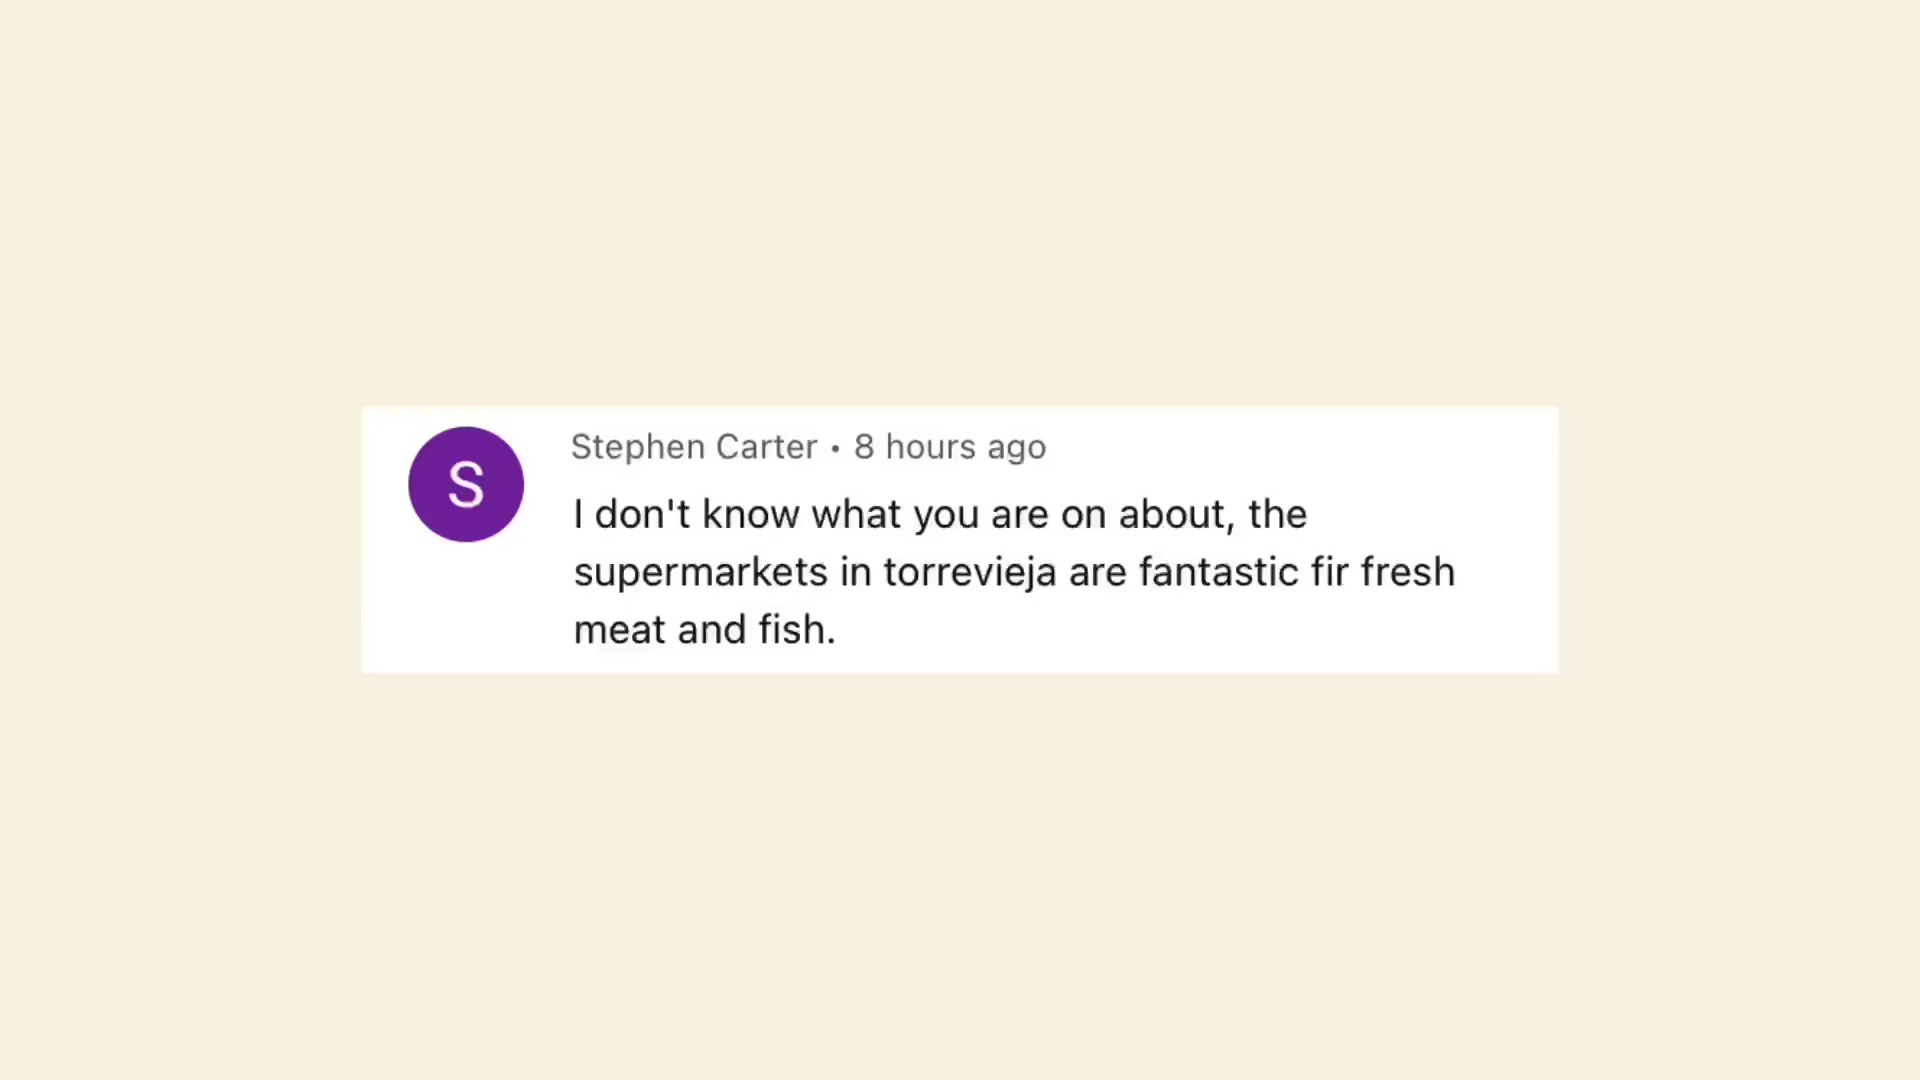 S
Stephen Carter • 8 hours ago
I don't know what you are on about, the
supermarkets in torrevieja are fantastic fir fresh
meat and fish.